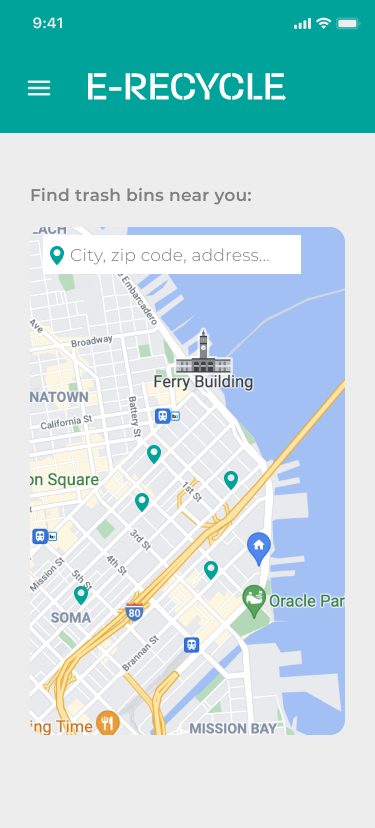 9:41
E-RECYCLE
Find trash bins near you:
ACH
City, zip code, address...
Embarcadero
Ave
Broadway
Ferry Building
NATOWN
Battery St
California St
on Square
1st St
3rd St
4th St
Mission St
5th St
Oracle Par
80
SOMA
Brannan St
ing Time
MISSION BAY